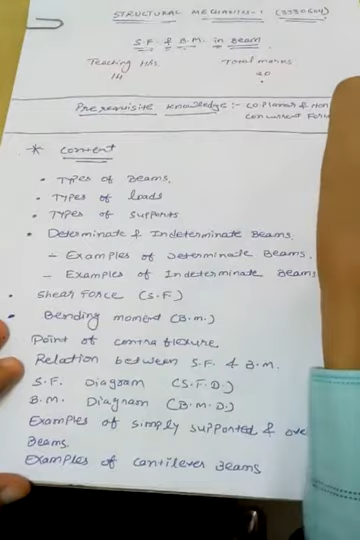 STRUCTURAL MECHANICS-I (3330604)
S.F. & B.M. in Beam
Teaching Hrs. Total marks
14 20
Prerequisite Knowledge :- CO-Planar & Non
Concurrent Force
* Content
• Types of Beams.
• Types of loads
• Types of supports
• Determinate & Indeterminate Beams.
- Examples of Determinate Beams.
- Examples of Indeterminate Beams
• Shear Force (S.F.)
• Bending moment (B.M.)
Point of contraflexure
Relation between S.F. & B.M.
S.F. Diagram (S.F.D.)
B.M. Diagram (B.M.D.)
Examples of simply supported & ove
Beams.
Examples of cantilever Beams